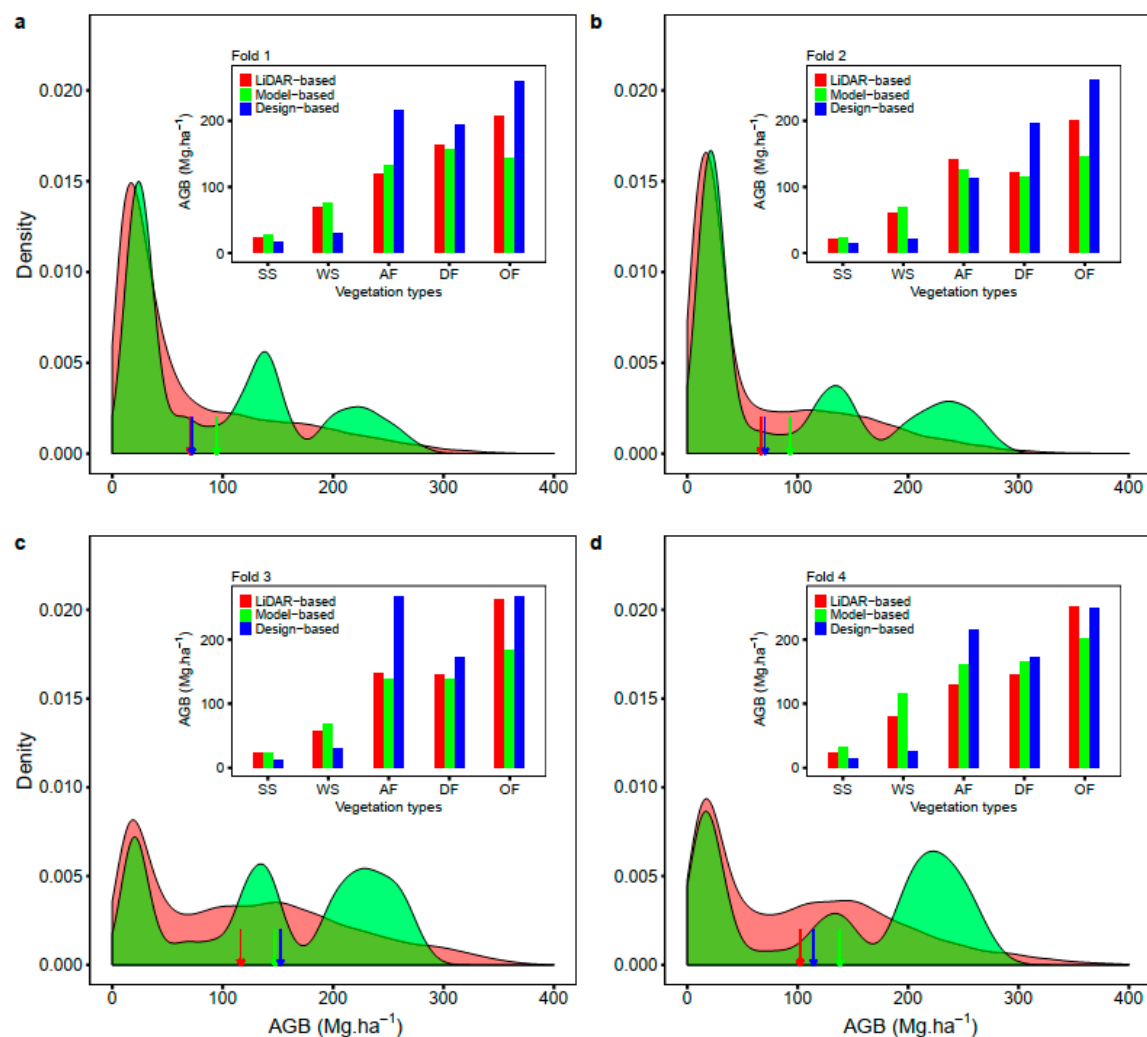 a
Density
0.020
0.015
0.010
0.005
0.000
Fold 1
LiDAR−based
Model−based
Design−based
AGB (Mg.ha⁻¹)
200
100
0
SS WS AF DF OF
Vegetation types
0 100 200 300 400
b
0.020
0.015
0.010
0.005
0.000
Fold 2
LiDAR−based
Model−based
Design−based
AGB (Mg.ha⁻¹)
200
100
0
SS WS AF DF OF
Vegetation types
0 100 200 300 400
c
Denity
0.020
0.015
0.010
0.005
0.000
Fold 3
LiDAR−based
Model−based
Design−based
AGB (Mg.ha⁻¹)
200
100
0
SS WS AF DF OF
Vegetation types
0 100 200 300 400
AGB (Mg.ha⁻¹)
d
0.020
0.015
0.010
0.005
0.000
Fold 4
LiDAR−based
Model−based
Design−based
AGB (Mg.ha⁻¹)
200
100
0
SS WS AF DF OF
Vegetation types
0 100 200 300 400
AGB (Mg.ha⁻¹)